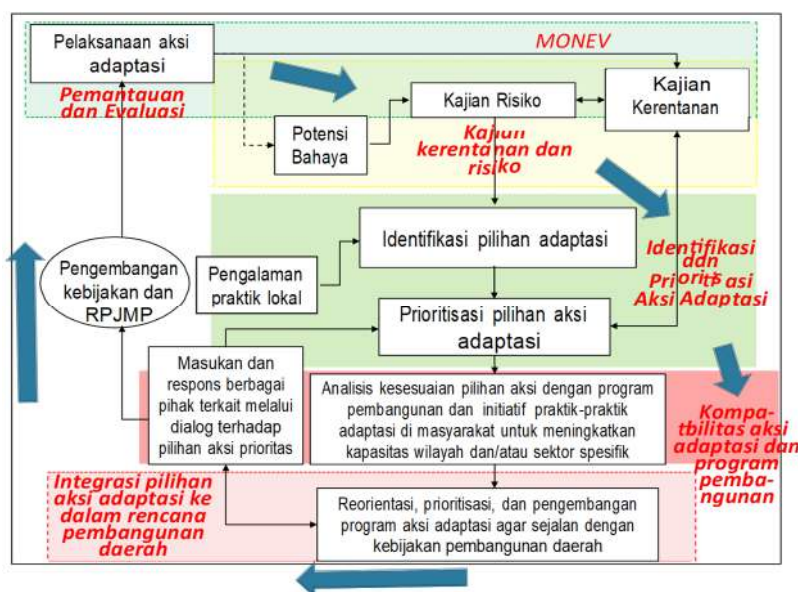 Pelaksanaan aksi
adaptasi
MONEV
Pemantauan
dan Evaluasi
Kajian Risiko
Kajian
Kerentanan
Potensi
Bahaya
Kajian
kerentanan dan
risiko
Identifikasi pilihan adaptasi
Identifikasi
dan
Prioritisasi
Aksi Adaptasi
Pengalaman
praktik lokal
Pengembangan
kebijakan dan
RPJMP
Prioritisasi pilihan aksi
adaptasi
Masukan dan
respons berbagai
pihak terkait melalui
dialog terhadap
pilihan aksi prioritas
Analisis kesesuaian pilihan aksi dengan program
pembangunan dan initiatif praktik-praktik
adaptasi di masyarakat untuk meningkatkan
kapasitas wilayah dan/atau sektor spesifik
Kompa-
tbilitas aksi
adaptasi dan
program
pemba-
ngunan
Integrasi pilihan
aksi adaptasi ke
dalam rencana
pembangunan
daerah
Reorientasi, prioritisasi, dan pengembangan
program aksi adaptasi agar sejalan dengan
kebijakan pembangunan daerah